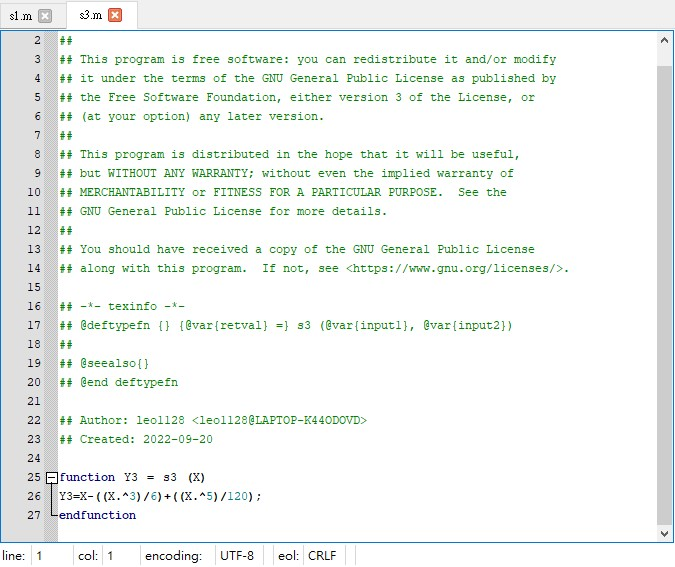 s1.m
s3.m
2 ##
3 ## This program is free software: you can redistribute it and/or modify
4 ## it under the terms of the GNU General Public License as published by
5 ## the Free Software Foundation, either version 3 of the License, or
6 ## (at your option) any later version.
7 ##
8 ## This program is distributed in the hope that it will be useful,
9 ## but WITHOUT ANY WARRANTY; without even the implied warranty of
10 ## MERCHANTABILITY or FITNESS FOR A PARTICULAR PURPOSE.  See the
11 ## GNU General Public License for more details.
12 ##
13 ## You should have received a copy of the GNU General Public License
14 ## along with this program.  If not, see <https://www.gnu.org/licenses/>.
15
16 ## -*- texinfo -*-
17 ## @deftypefn {} {@var{retval} =} s3 (@var{input1}, @var{input2})
18 ##
19 ## @seealso{}
20 ## @end deftypefn
21
22 ## Author: leo1128 <leo1128@LAPTOP-K44ODOVD>
23 ## Created: 2022-09-20
24
25 function Y3 = s3 (X)
26 Y3=X-((X.^3)/6)+((X.^5)/120);
27 endfunction
line: 1 col: 1 encoding: UTF-8 eol: CRLF